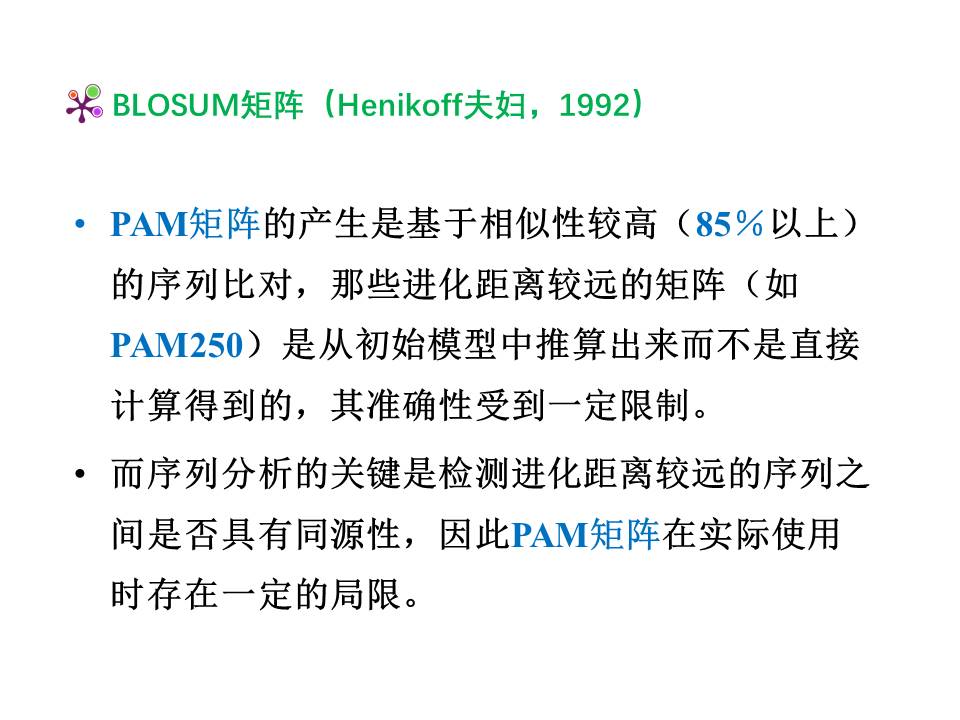 BLOSUM矩阵（Henikoff夫妇，1992）
• PAM矩阵的产生是基于相似性较高（85％以上）
的序列比对，那些进化距离较远的矩阵（如
PAM250）是从初始模型中推算出来而不是直接
计算得到的，其准确性受到一定限制。
• 而序列分析的关键是检测进化距离较远的序列之
间是否具有同源性，因此PAM矩阵在实际使用
时存在一定的局限。